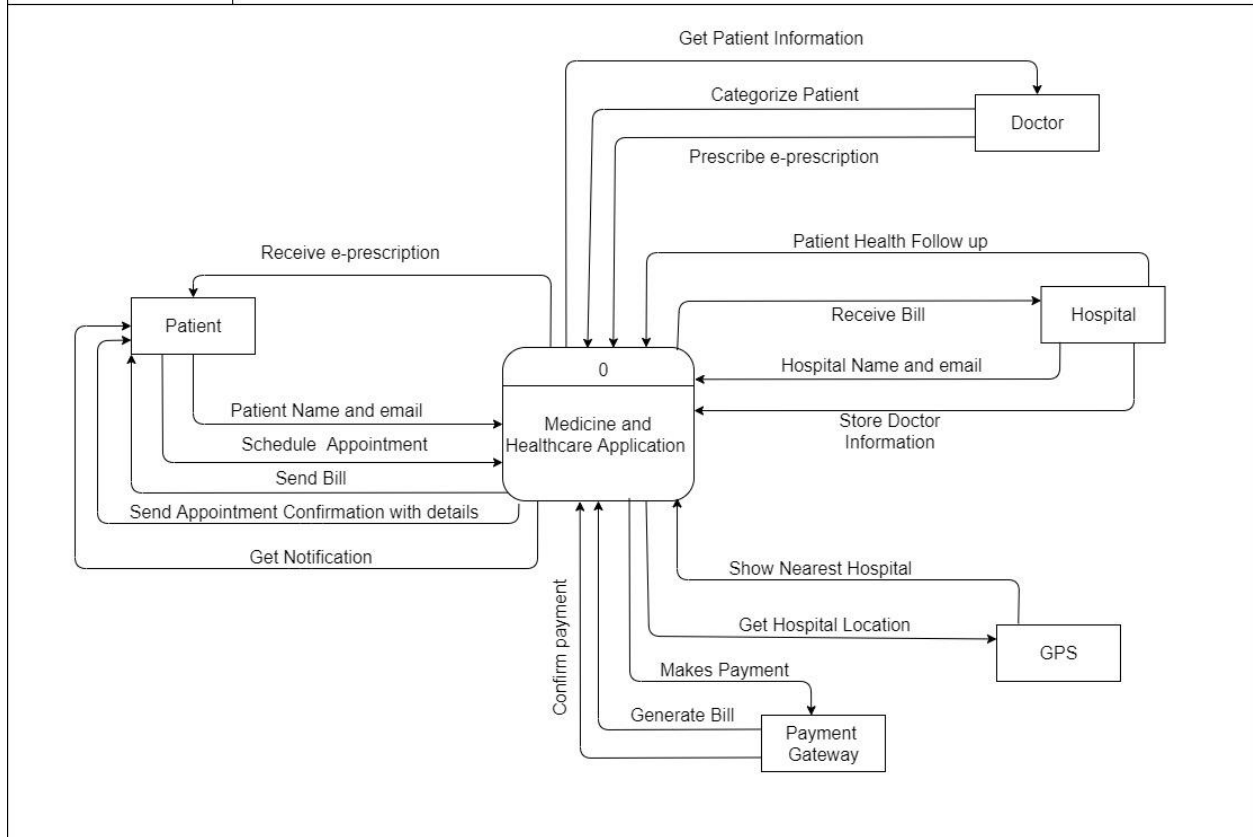 Get Patient Information
Categorize Patient
Doctor
Prescribe e-prescription
Patient Health Follow up
Receive e-prescription
Patient
Receive Bill
Hospital
0
Hospital Name and email
Patient Name and email
Medicine and
Healthcare Application
Store Doctor
Information
Schedule Appointment
Send Bill
Send Appointment Confirmation with details
Get Notification
Show Nearest Hospital
Get Hospital Location
GPS
Confirm payment
Makes Payment
Generate Bill
Payment
Gateway